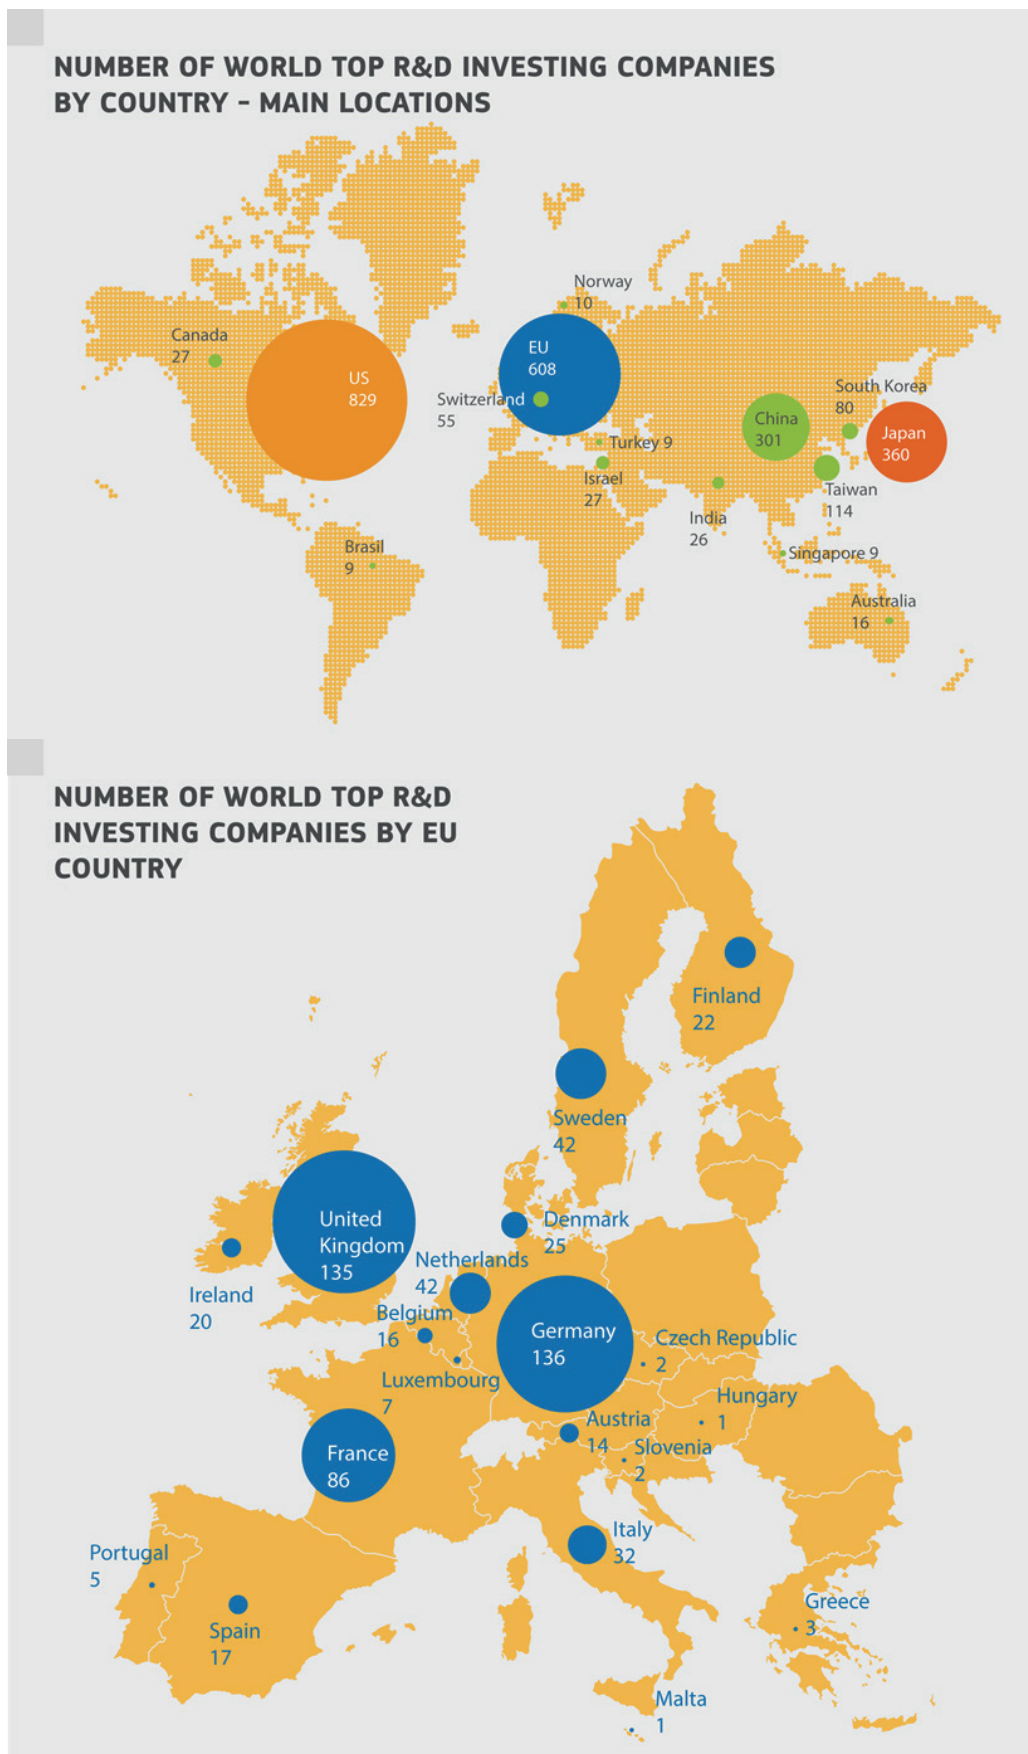 NUMBER OF WORLD TOP R&D INVESTING COMPANIES
BY COUNTRY - MAIN LOCATIONS
Norway
10
Canada
27
US
829
EU
608
Switzerland
55
South Korea
80
China
301
Japan
360
Turkey 9
Israel
27
Taiwan
114
India
26
Brasil
9
Singapore 9
Australia
16
NUMBER OF WORLD TOP R&D
INVESTING COMPANIES BY EU
COUNTRY
Finland
22
Sweden
42
United
Kingdom
135
Denmark
25
Netherlands
42
Ireland
20
Belgium
16
Germany
136
Czech Republic
2
Luxembourg
7
Hungary
1
Austria
14
Slovenia
2
France
86
Italy
32
Portugal
5
Spain
17
Greece
3
Malta
1